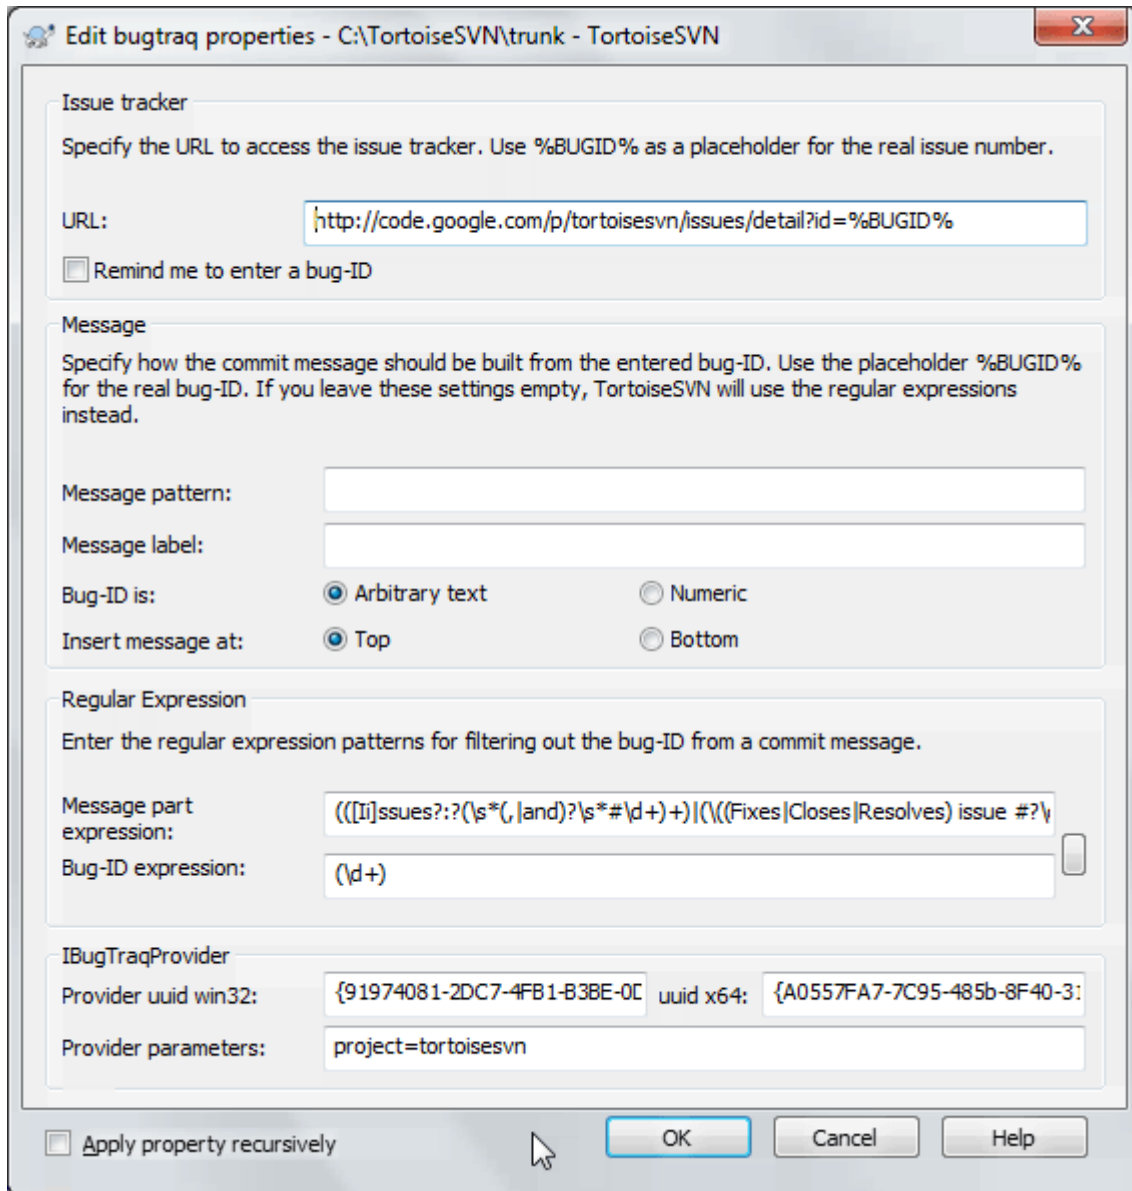 Edit bugtraq properties - C:\TortoiseSVN\trunk - TortoiseSVN
Issue tracker
Specify the URL to access the issue tracker. Use %BUGID% as a placeholder for the real issue number.
URL: http://code.google.com/p/tortoisesvn/issues/detail?id=%BUGID%
Remind me to enter a bug-ID
Message
Specify how the commit message should be built from the entered bug-ID. Use the placeholder %BUGID%
for the real bug-ID. If you leave these settings empty, TortoiseSVN will use the regular expressions
instead.
Message pattern:
Message label:
Bug-ID is: Arbitrary text Numeric
Insert message at: Top Bottom
Regular Expression
Enter the regular expression patterns for filtering out the bug-ID from a commit message.
Message part
expression:
(([Ii]ssues?:?(\s*(,|and)?\s*#\d+)+)|(\((Fixes|Closes|Resolves) issue #?\
Bug-ID expression: (\d+)
IBugTraqProvider
Provider uuid win32: {91974081-2DC7-4FB1-B3BE-0D uuid x64: {A0557FA7-7C95-485b-8F40-31
Provider parameters: project=tortoisesvn
Apply property recursively OK Cancel Help